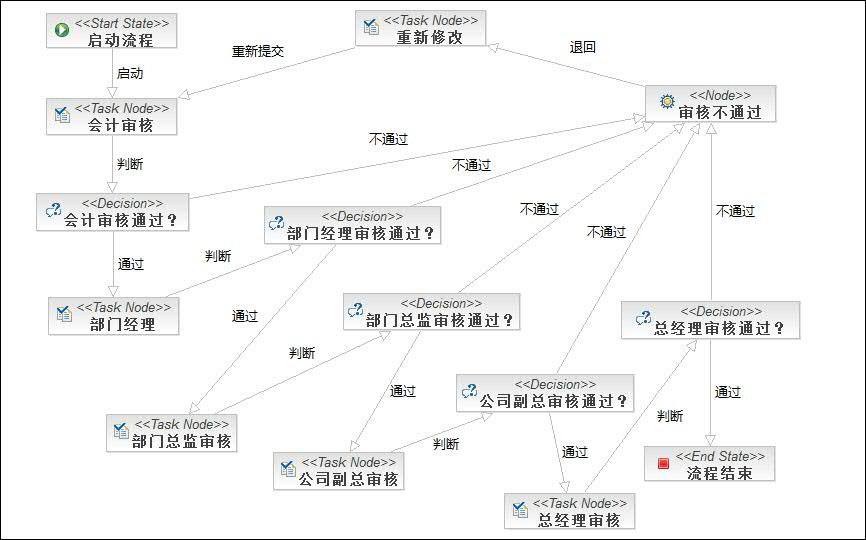 <<Start State>>
启动流程
<<Task Node>>
重新修改
退回
重新提交
启动
<<Node>>
审核不通过
<<Task Node>>
会计审核
不通过
判断
不通过
<<Decision>>
会计审核通过？
<<Decision>>
部门经理审核通过？
不通过
不通过
不通过
通过
判断
<<Task Node>>
部门经理
通过
<<Decision>>
部门总监审核通过？
<<Decision>>
总经理审核通过？
判断
通过
<<Decision>>
公司副总审核通过？
通过
判断
<<Task Node>>
部门总监审核
判断
通过
<<Task Node>>
公司副总审核
<<End State>>
流程结束
<<Task Node>>
总经理审核